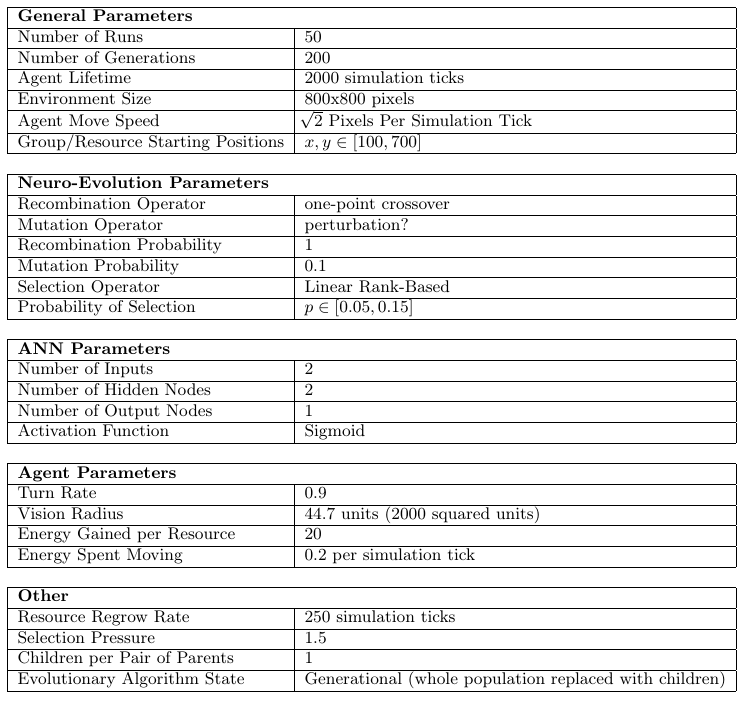 General Parameters
Number of Runs 50
Number of Generations 200
Agent Lifetime 2000 simulation ticks
Environment Size 800x800 pixels
Agent Move Speed √2 Pixels Per Simulation Tick
Group/Resource Starting Positions x, y ∈ [100, 700]
Neuro-Evolution Parameters
Recombination Operator one-point crossover
Mutation Operator perturbation?
Recombination Probability 1
Mutation Probability 0.1
Selection Operator Linear Rank-Based
Probability of Selection p ∈ [0.05, 0.15]
ANN Parameters
Number of Inputs 2
Number of Hidden Nodes 2
Number of Output Nodes 1
Activation Function Sigmoid
Agent Parameters
Turn Rate 0.9
Vision Radius 44.7 units (2000 squared units)
Energy Gained per Resource 20
Energy Spent Moving 0.2 per simulation tick
Other
Resource Regrow Rate 250 simulation ticks
Selection Pressure 1.5
Children per Pair of Parents 1
Evolutionary Algorithm State Generational (whole population replaced with children)